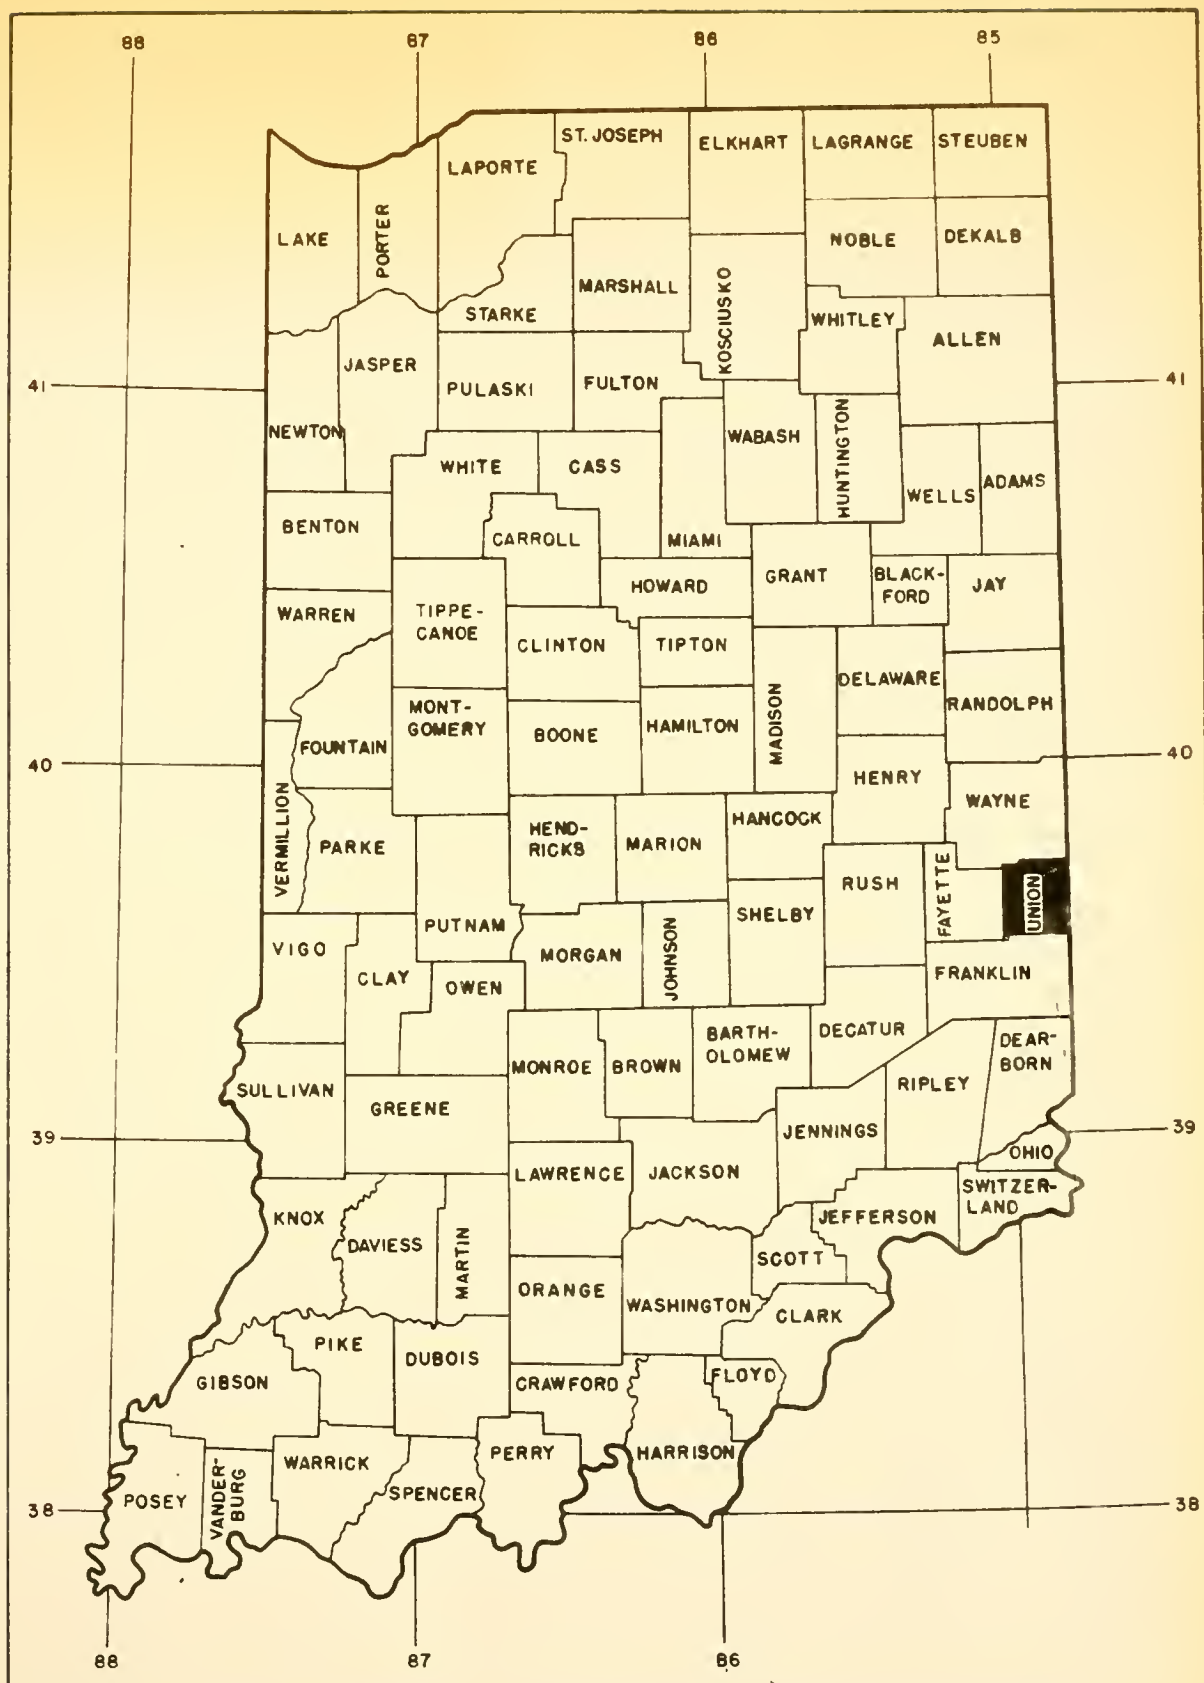 88
87
86
85
ST. JOSEPH
ELKHART
LAGRANGE
STEUBEN
LAPORTE
LAKE
PORTER
NOBLE
DEKALB
MARSHALL
STARKE
KOSCIUSKO
WHITLEY
ALLEN
JASPER
PULASKI
FULTON
41
41
NEWTON
WHITE
CASS
WABASH
HUNTINGTON
WELLS
ADAMS
BENTON
CARROLL
MIAMI
HOWARD
GRANT
BLACK-
FORD
JAY
WARREN
TIPPE-
CANOE
CLINTON
TIPTON
DELAWARE
RANDOLPH
MONT-
GOMERY
BOONE
HAMILTON
MADISON
FOUNTAIN
40
40
HENRY
WAYNE
VERMILLION
PARKE
HEND-
RICKS
MARION
HANCOCK
RUSH
FAYETTE
UNION
PUTNAM
SHELBY
VIGO
CLAY
OWEN
MORGAN
JOHNSON
FRANKLIN
DECATUR
BARTH-
OLOMEW
DEAR-
BORN
SULLIVAN
GREENE
MONROE
BROWN
RIPLEY
39
39
JENNINGS
OHIO
LAWRENCE
JACKSON
SWITZER-
LAND
KNOX
DAVIESS
MARTIN
JEFFERSON
SCOTT
ORANGE
WASHINGTON
CLARK
PIKE
DUBOIS
GIBSON
CRAWFORD
FLOYD
HARRISON
PERRY
WARRICK
SPENCER
POSEY
VANDER-
BURG
38
38
88
87
86